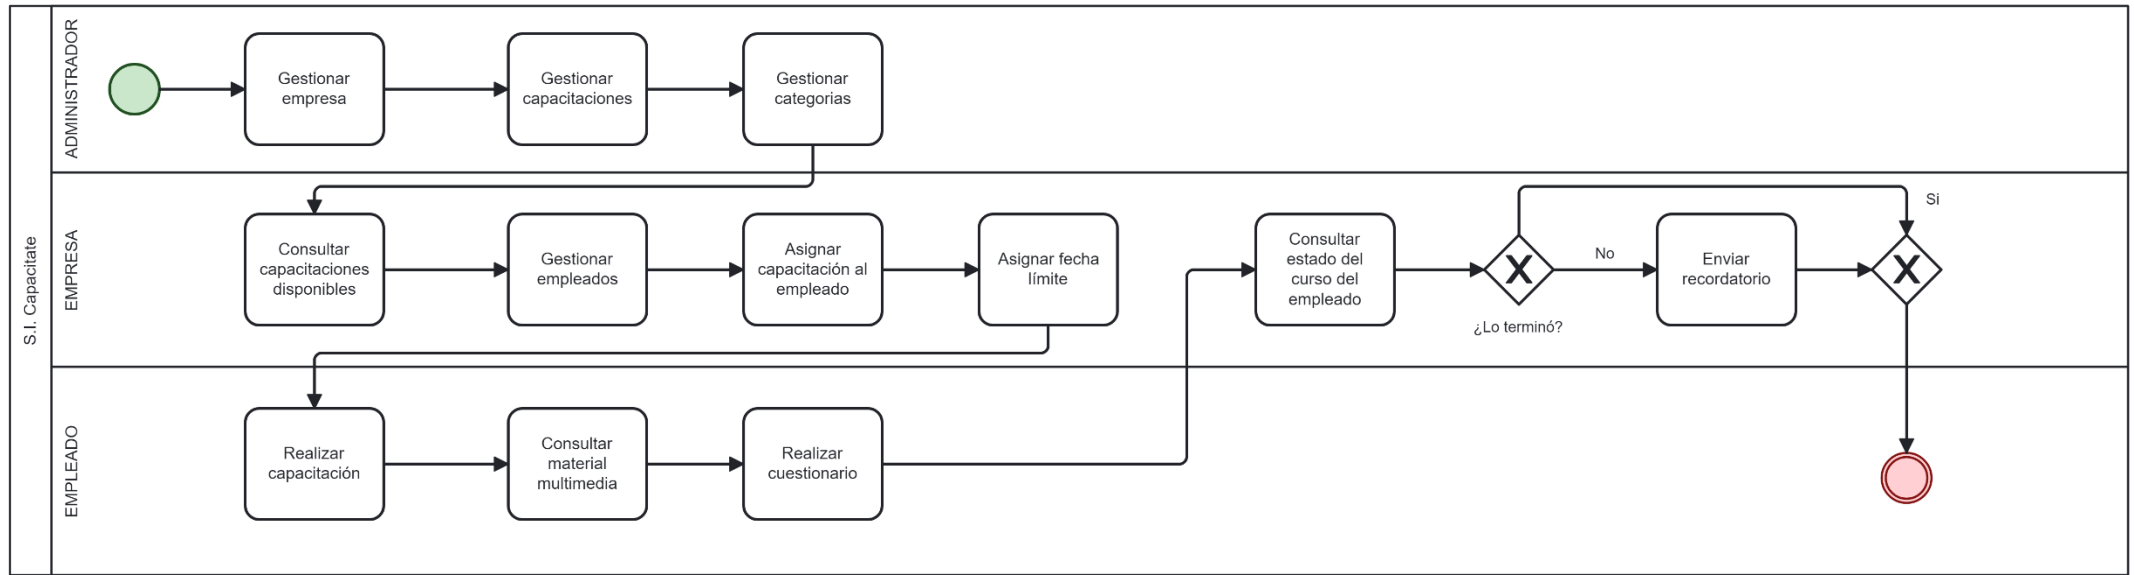 S.I. Capacitate
ADMINISTRADOR
Gestionar
empresa
Gestionar
capacitaciones
Gestionar
categorias
EMPRESA
Consultar
capacitaciones
disponibles
Gestionar
empleados
Asignar
capacitación al
empleado
Asignar fecha
límite
Consultar
estado del
curso del
empleado
¿Lo terminó?
No
Enviar
recordatorio
Si
EMPLEADO
Realizar
capacitación
Consultar
material
multimedia
Realizar
cuestionario